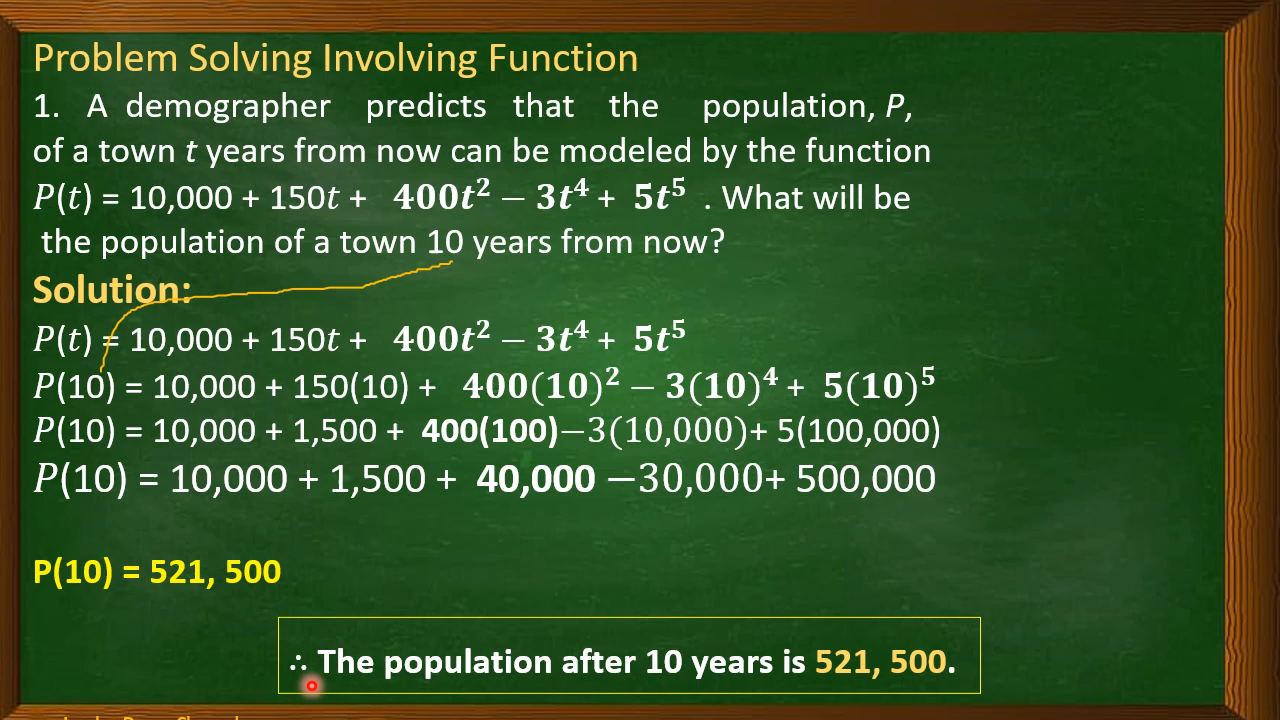 Problem Solving Involving Function
1. A demographer predicts that the population, P,
of a town t years from now can be modeled by the function
P(t) = 10,000 + 150t + 400t² − 3t⁴ + 5t⁵ . What will be
the population of a town 10 years from now?
Solution:
P(t) = 10,000 + 150t + 400t² − 3t⁴ + 5t⁵
P(10) = 10,000 + 150(10) + 400(10)² − 3(10)⁴ + 5(10)⁵
P(10) = 10,000 + 1,500 + 400(100)−3(10,000)+ 5(100,000)
P(10) = 10,000 + 1,500 + 40,000 −30,000+ 500,000
P(10) = 521, 500
∴ The population after 10 years is 521, 500.